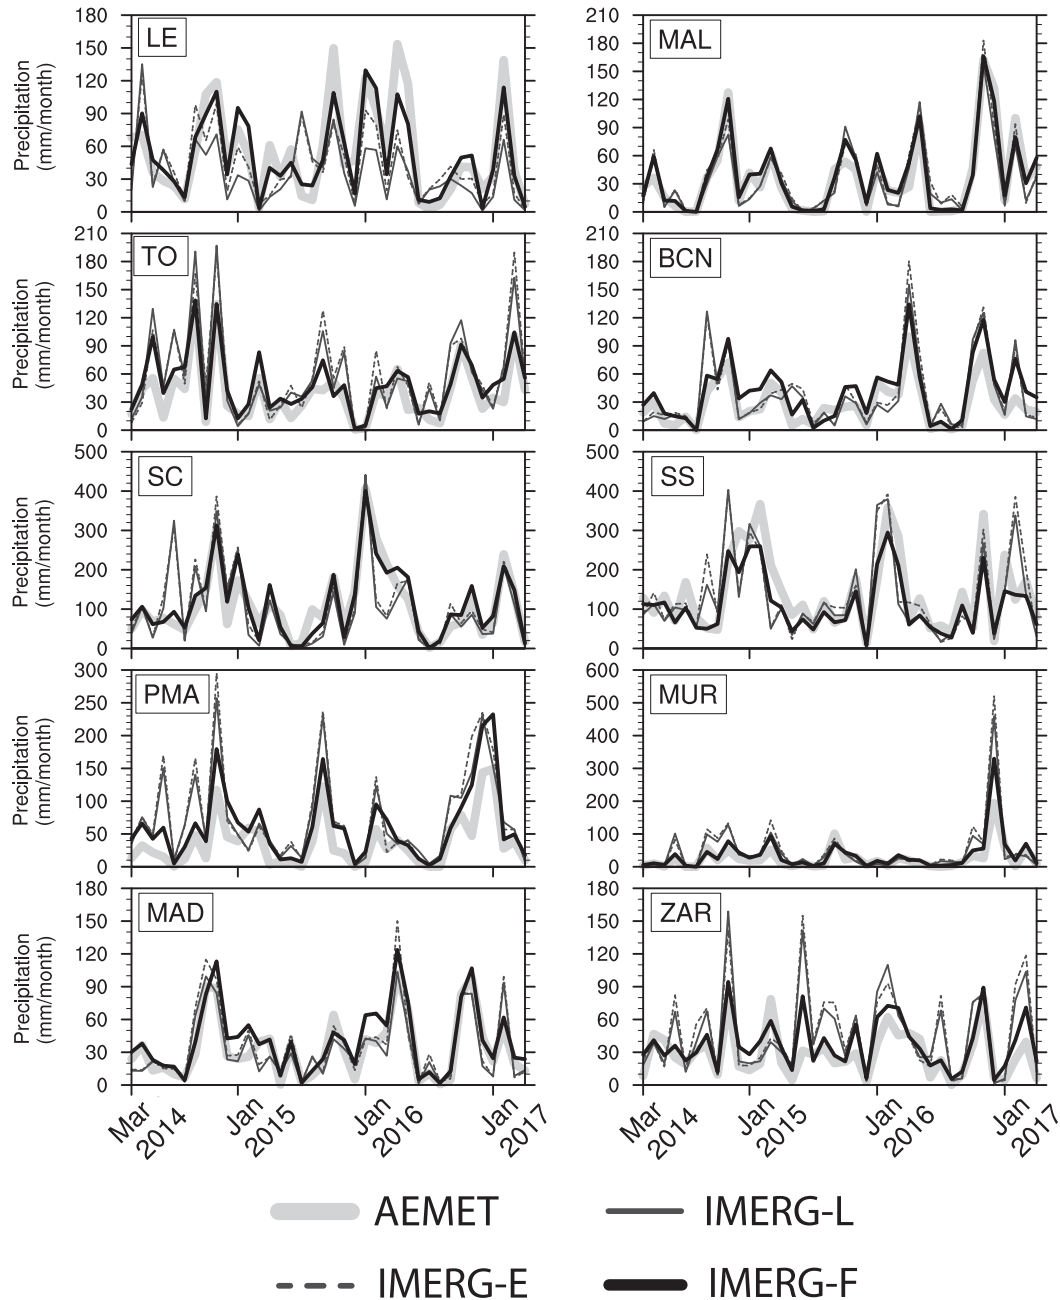 LE
180
150
120
90
60
30
0
Precipitation
(mm/month)
MAL
210
180
150
120
90
60
30
0
TO
210
180
150
120
90
60
30
0
Precipitation
(mm/month)
BCN
210
180
150
120
90
60
30
0
SC
500
400
300
200
100
0
Precipitation
(mm/month)
SS
500
400
300
200
100
0
PMA
300
250
200
150
100
50
0
Precipitation
(mm/month)
MUR
600
500
400
300
200
100
0
MAD
180
150
120
90
60
30
0
Precipitation
(mm/month)
ZAR
180
150
120
90
60
30
0
Mar
2014
Jan
2015
Jan
2016
Jan
2017
Mar
2014
Jan
2015
Jan
2016
Jan
2017
AEMET
IMERG-L
IMERG-E
IMERG-F